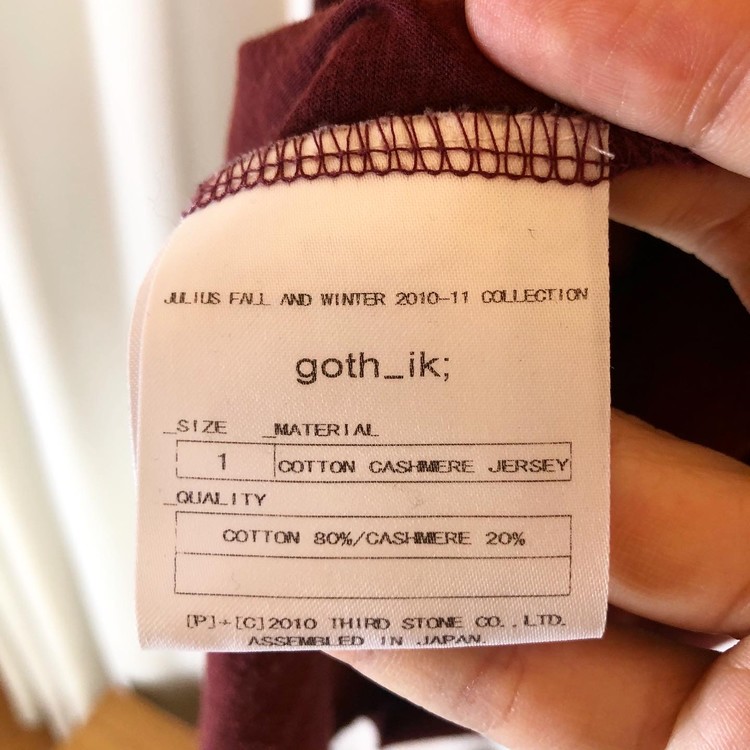 JULIUS FALL AND WINTER 2010-11 COLLECTION
goth_ik;
_SIZE _MATERIAL
1 COTTON CASHMERE JERSEY
_QUALITY
COTTON 80%/CASHMERE 20%
[P]+[C]2010 THIRD STONE CO.,LTD.
ASSEMBLED IN JAPAN.